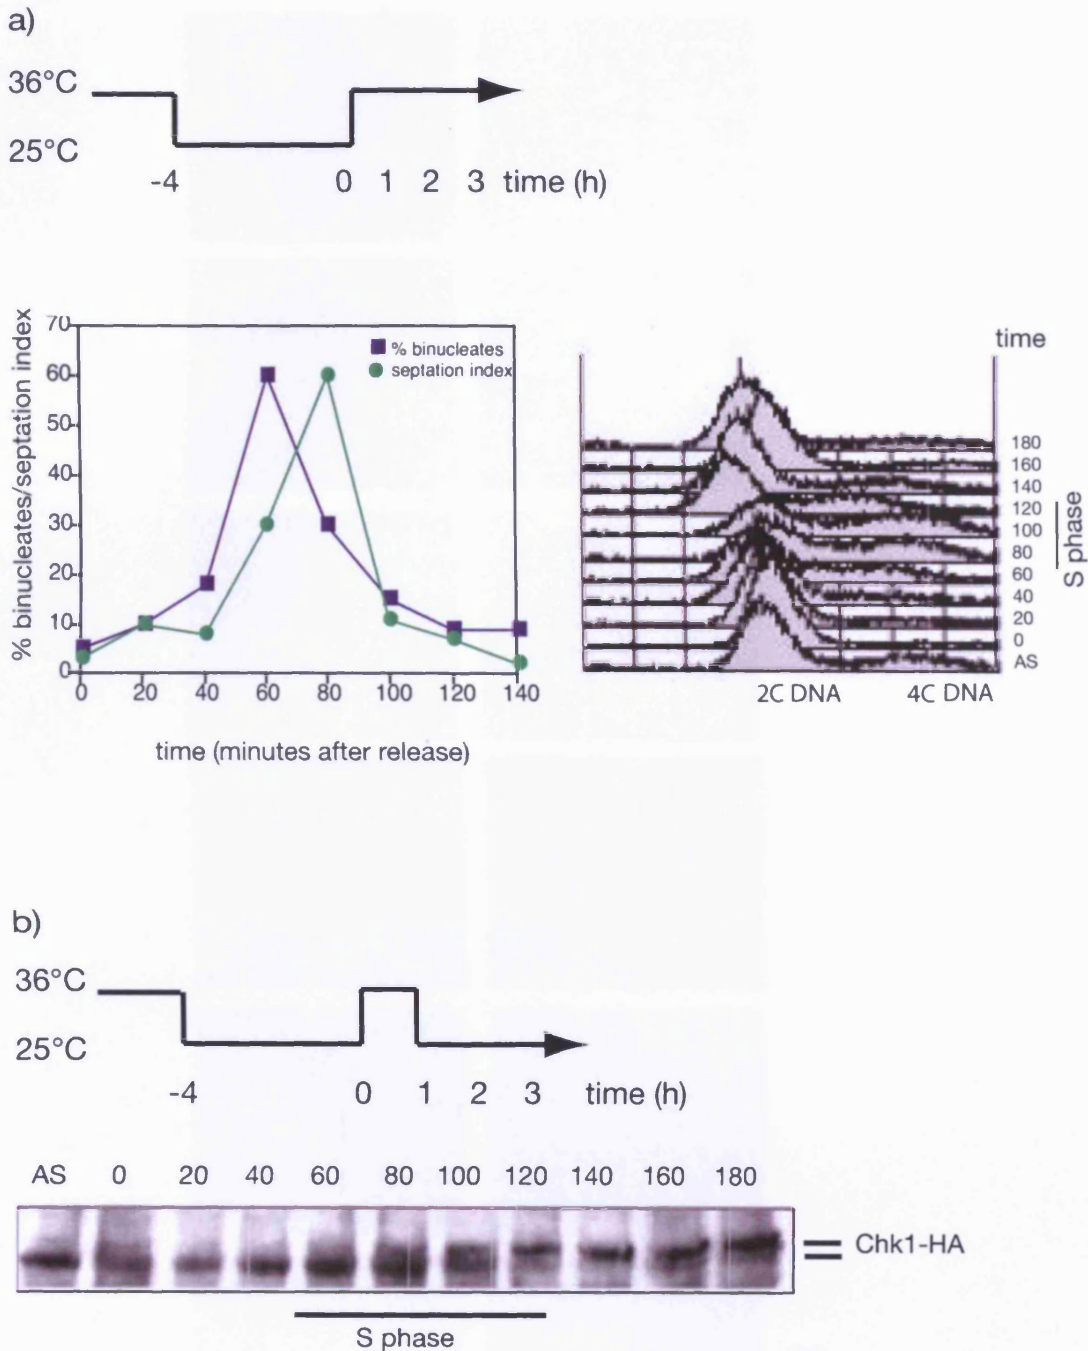 a)
36°C
25°C
-4 0 1 2 3 time (h)
% binucleates/septation index
70
60
50
40
30
20
10
0
0 20 40 60 80 100 120 140
time (minutes after release)
% binucleates
septation index
time
180
160
140
120
100
80
60
40
20
0
AS
S phase
2C DNA 4C DNA
b)
36°C
25°C
-4 0 1 2 3 time (h)
AS 0 20 40 60 80 100 120 140 160 180
Chk1-HA
S phase